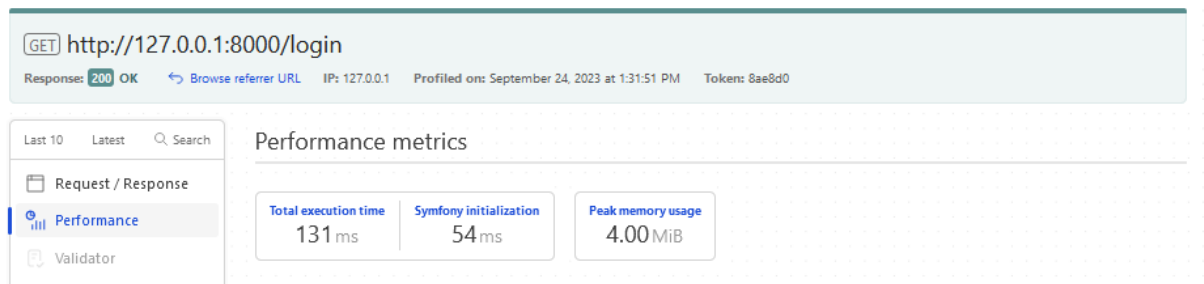 GET http://127.0.0.1:8000/login
Response: 200 OK Browse referrer URL IP: 127.0.0.1 Profiled on: September 24, 2023 at 1:31:51 PM Token: 8ae8d0
Last 10 Latest Search
Performance metrics
Request / Response
Performance
Validator
Total execution time Symfony initialization Peak memory usage
131 ms 54 ms 4.00 MiB